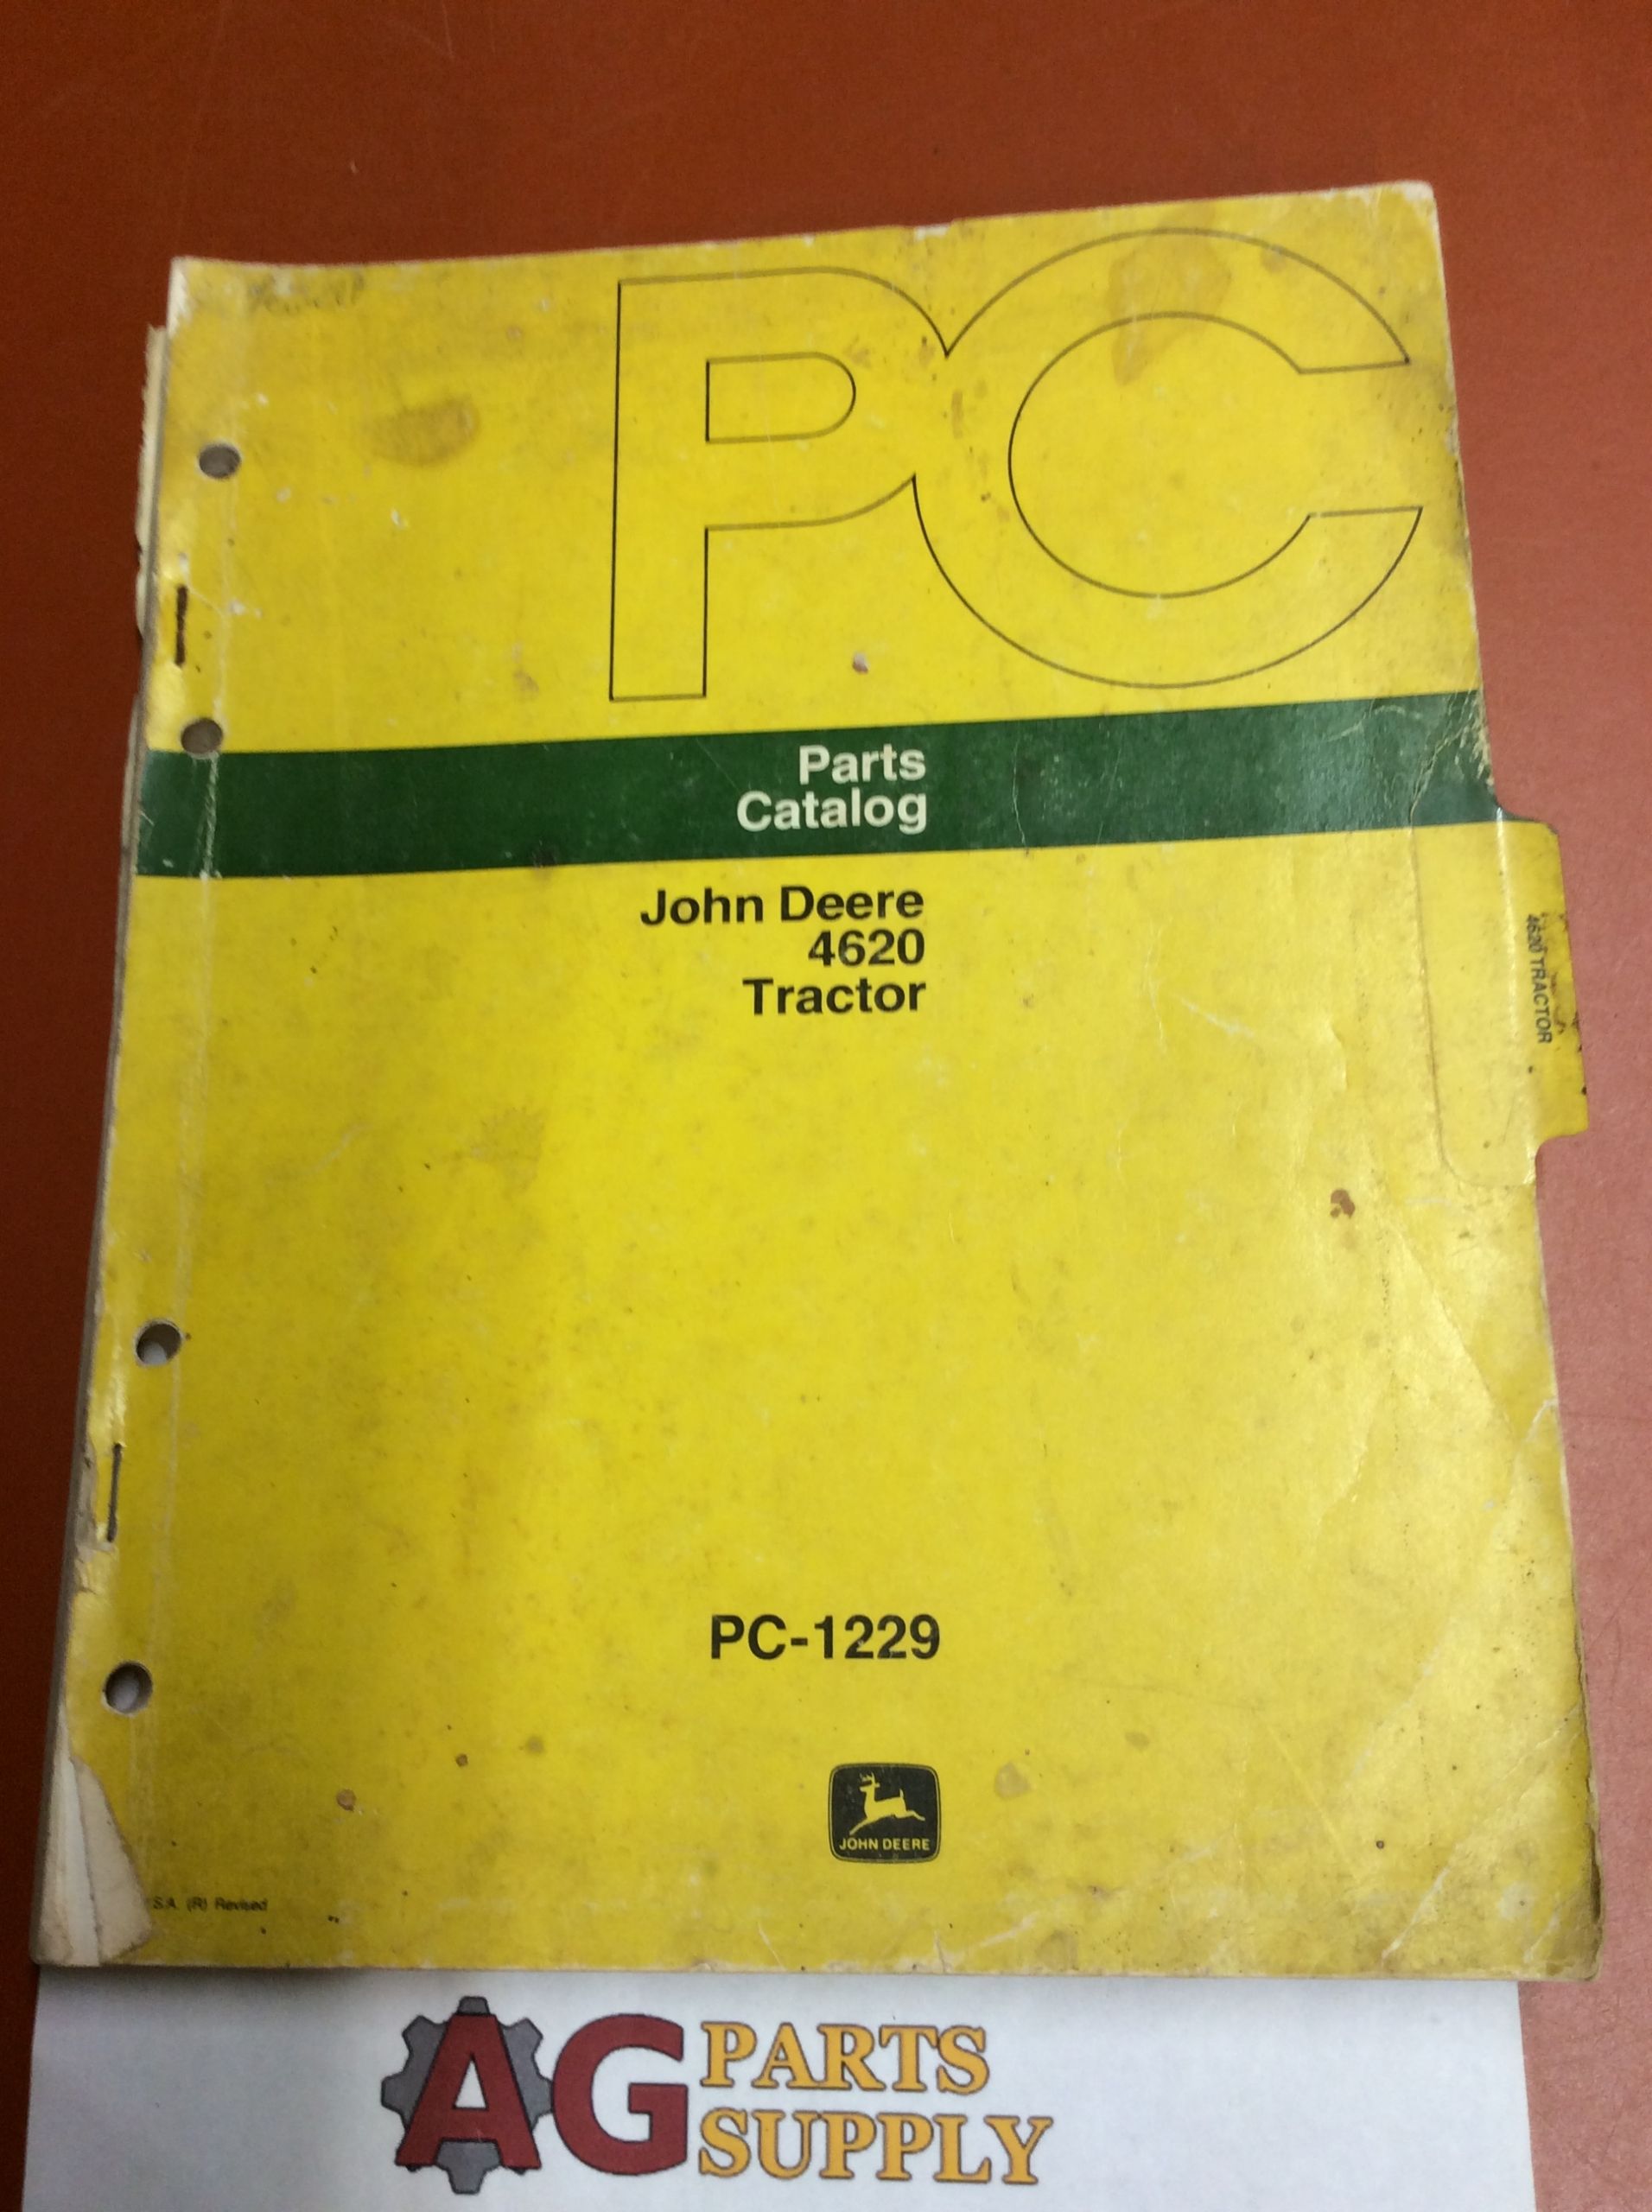 PC
Parts
Catalog
John Deere
4620
Tractor
4620 TRACTOR
PC-1229
JOHN DEERE
S.A. (R) Revised
AG PARTS
SUPPLY